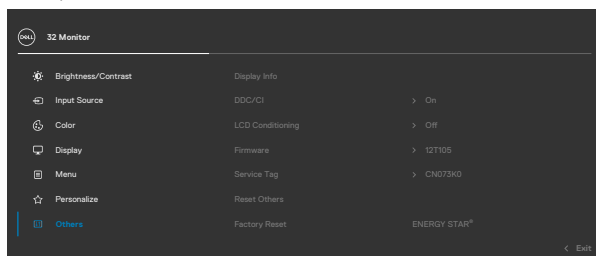 DELL 32 Monitor
Brightness/Contrast Display Info
Input Source DDC/CI > On
Color LCD Conditioning > Off
Display Firmware > 12T105
Menu Service Tag > CN073K0
Personalize Reset Others
Others Factory Reset ENERGY STAR®
< Exit